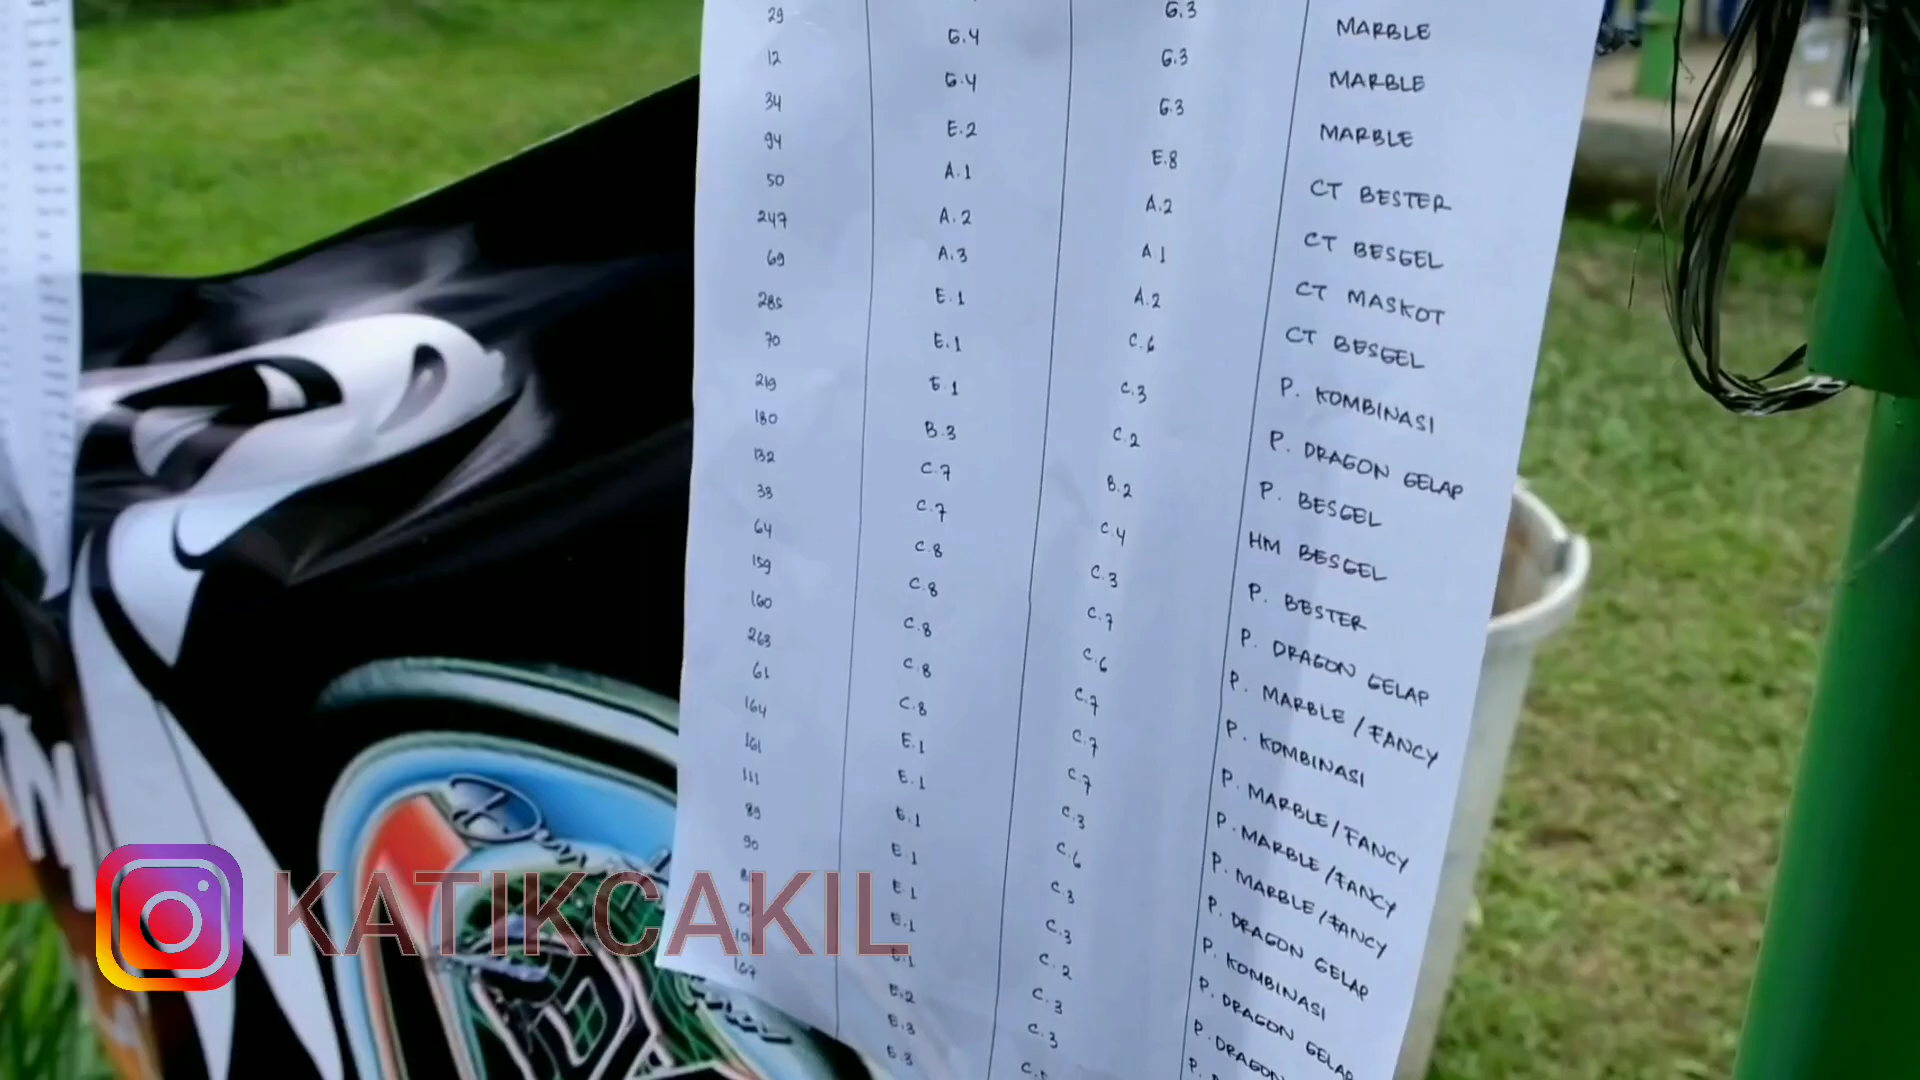 G.3 MARBLE
29 G.4 G.3 MARBLE
12 G.4 G.3 MARBLE
34 E.2 E.8 CT BESTER
94 A.1 A.2 CT BESGEL
50 A.2 A1 CT MASKOT
247 A.3 A.2 CT BESGEL
69 E.1 C.6 P. KOMBINASI
285 E.1 C.3 P. DRAGON GELAP
70 E.1 C.2 P. BESGEL
219 B.3 B.2 HM BESGEL
180 C.7 C.4 P. BESTER
132 C.7 C.3 P. DRAGON GELAP
38 C.8 C.7 P. MARBLE / FANCY
64 C.8 C.6 P. KOMBINASI
159 C.8 C.7 P. MARBLE / FANCY
160 C.8 C.7 P. MARBLE / FANCY
263 C.8 C.7 P. MARBLE / FANCY
61 E.1 C.3 P. DRAGON GELAP
164 E.1 C.6 P. KOMBINASI
161 E.1 C.3 P. DRAGON GELAP
111 E.1 C.3 P. DRAGON
89 E.1 C.2
90 E.1 C.3
E.1 C.3
E.1
E.2
167 E.3
E.3
KATIKCAKIL